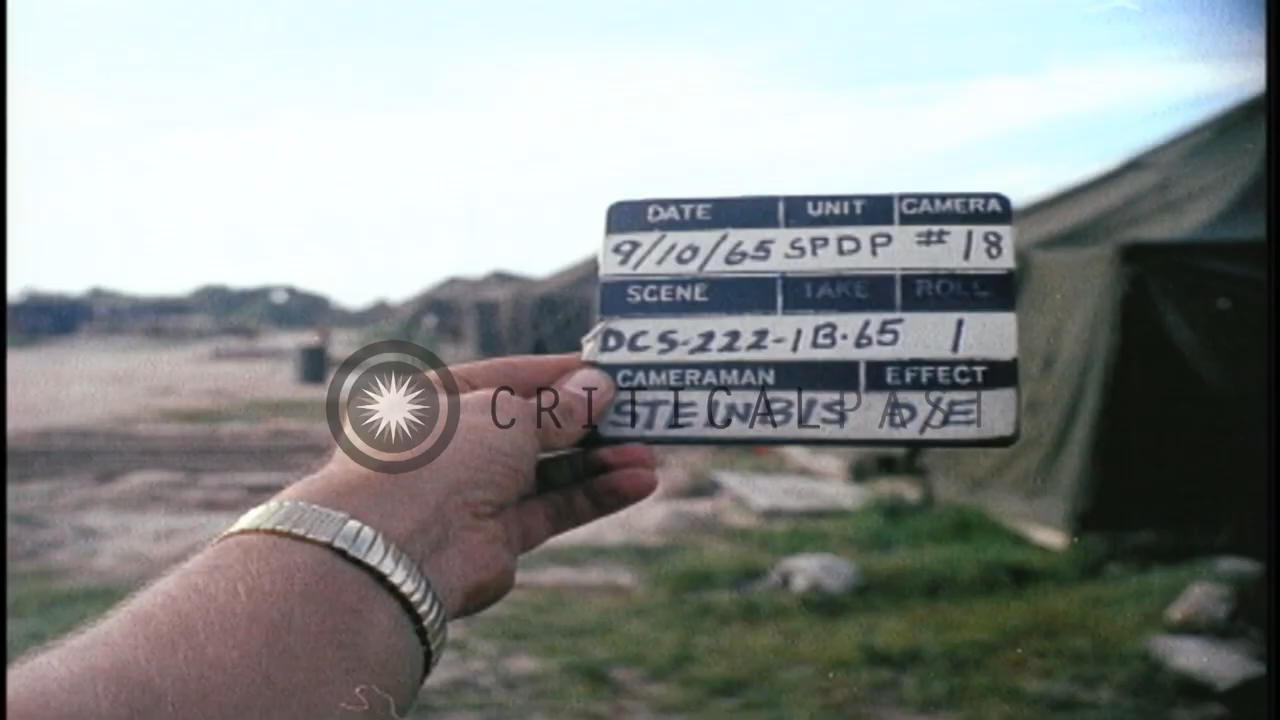 DATE UNIT CAMERA
9/10/65 SPDP #18
SCENE TAKE ROLL
DCS-222-1B-65 1
CAMERAMAN EFFECT
STEINBIS D/E
CRITICALPAST